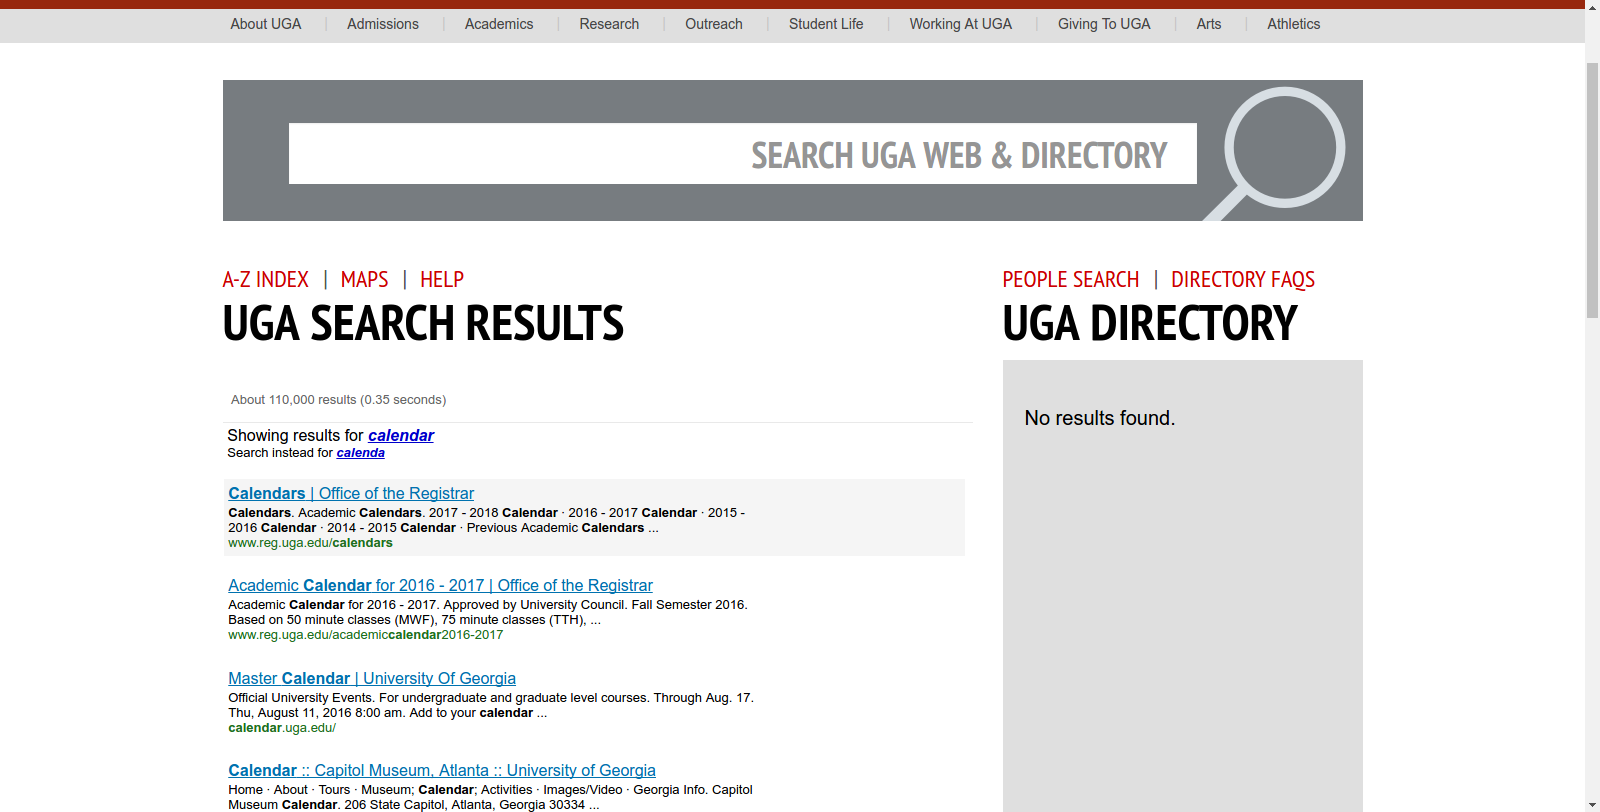 About UGA | Admissions | Academics | Research | Outreach | Student Life | Working At UGA | Giving To UGA | Arts | Athletics
SEARCH UGA WEB & DIRECTORY
A-Z INDEX | MAPS | HELP
UGA SEARCH RESULTS
About 110,000 results (0.35 seconds)
Showing results for calendar
Search instead for calenda
Calendars | Office of the Registrar
Calendars. Academic Calendars. 2017 - 2018 Calendar · 2016 - 2017 Calendar · 2015 -
2016 Calendar · 2014 - 2015 Calendar · Previous Academic Calendars ...
www.reg.uga.edu/calendars
Academic Calendar for 2016 - 2017 | Office of the Registrar
Academic Calendar for 2016 - 2017. Approved by University Council. Fall Semester 2016.
Based on 50 minute classes (MWF), 75 minute classes (TTH), ...
www.reg.uga.edu/academiccalendar2016-2017
Master Calendar | University Of Georgia
Official University Events. For undergraduate and graduate level courses. Through Aug. 17.
Thu, August 11, 2016 8:00 am. Add to your calendar ...
calendar.uga.edu/
Calendar :: Capitol Museum, Atlanta :: University of Georgia
Home · About · Tours · Museum; Calendar; Activities · Images/Video · Georgia Info. Capitol
Museum Calendar. 206 State Capitol, Atlanta, Georgia 30334 ...
PEOPLE SEARCH | DIRECTORY FAQS
UGA DIRECTORY
No results found.